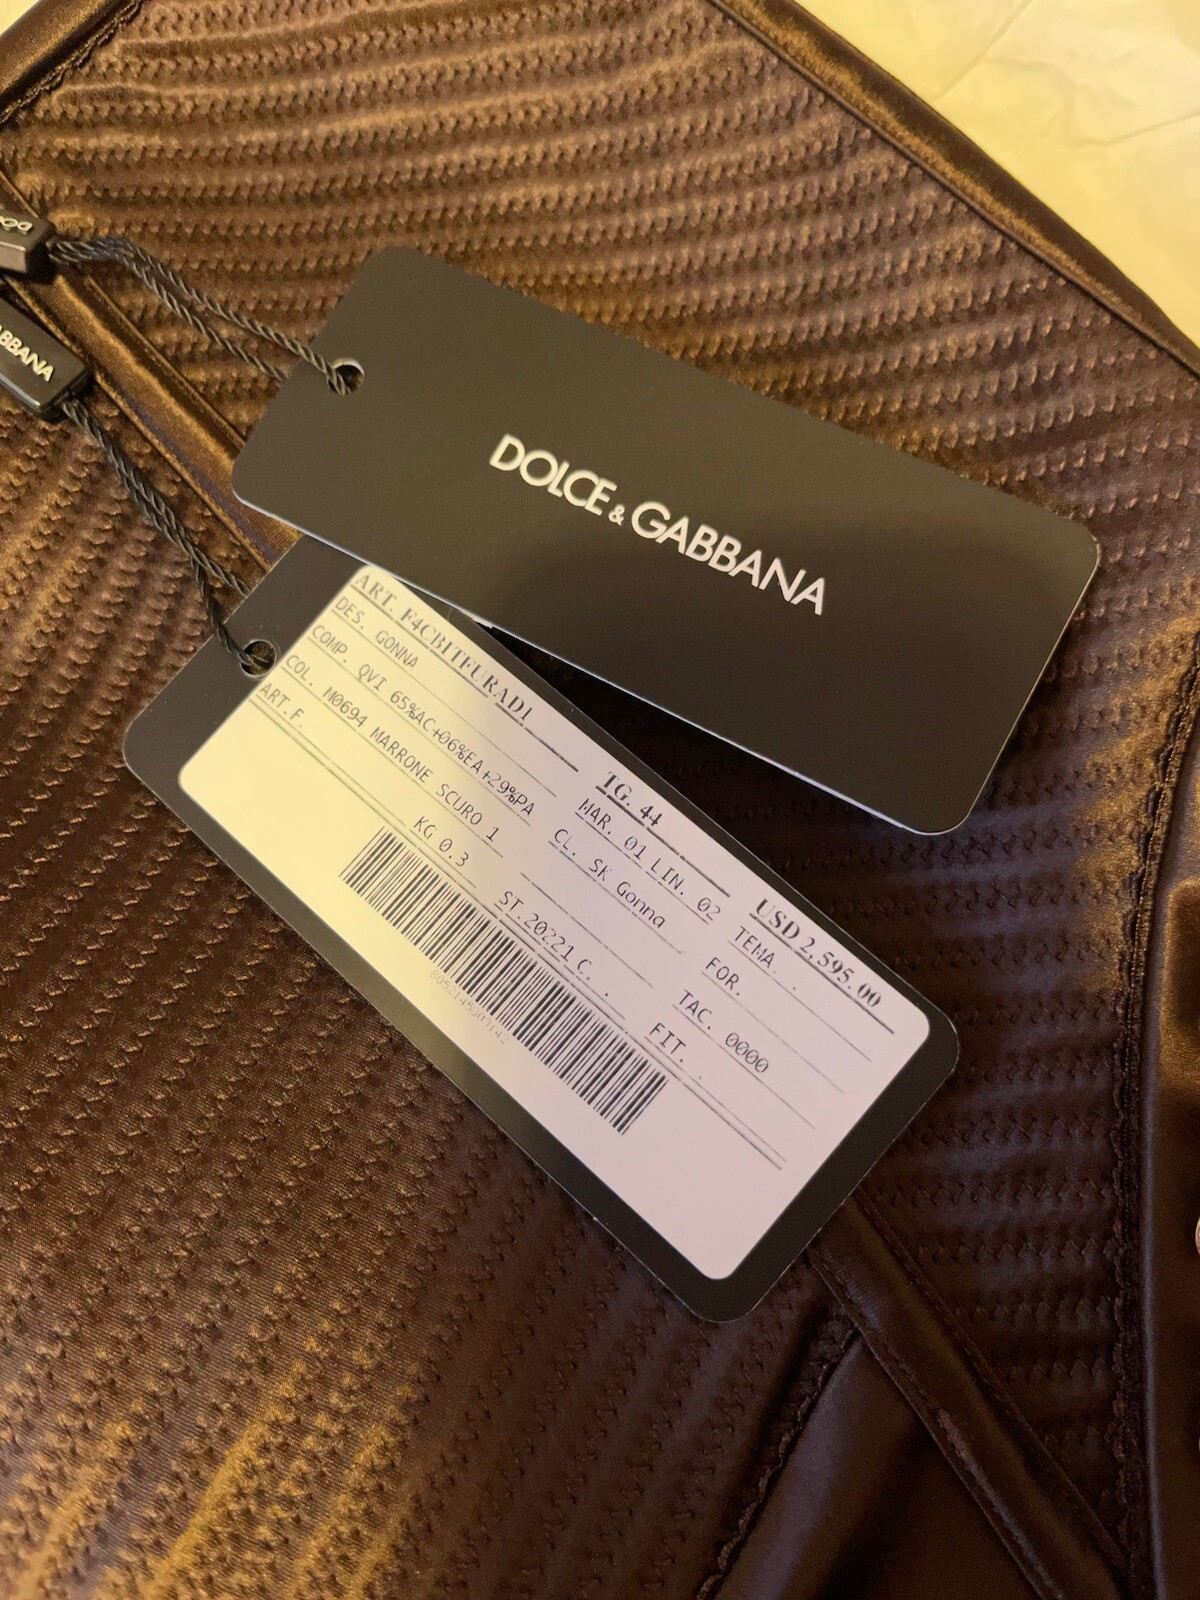 DOLCE & GABBANA
GABBANA
ART. F4CBITFURAD1 TG. 44 USD 2,595.00
DES. GONNA MAR. 01 LIN. 02 TEMA.
COMP. QVI 65%AC+06%EA+29%PA CL. SK Gonna FOR.
COL. M0694 MARRONE SCURO 1 TAC. 0000
ART.F. KG 0.3 ST.20221 C. FIT.